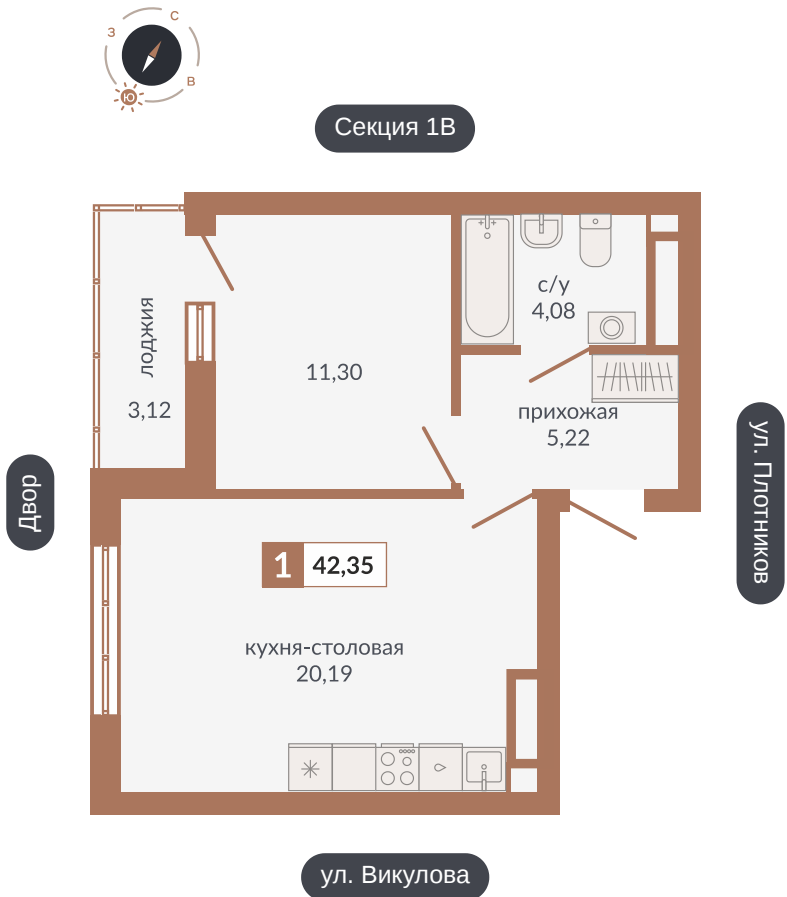 С
З
В
Ю
Секция 1В
с/у
4,08
лоджия
3,12
11,30
прихожая
5,22
Двор
ул. Плотников
1 42,35
кухня-столовая
20,19
ул. Викулова